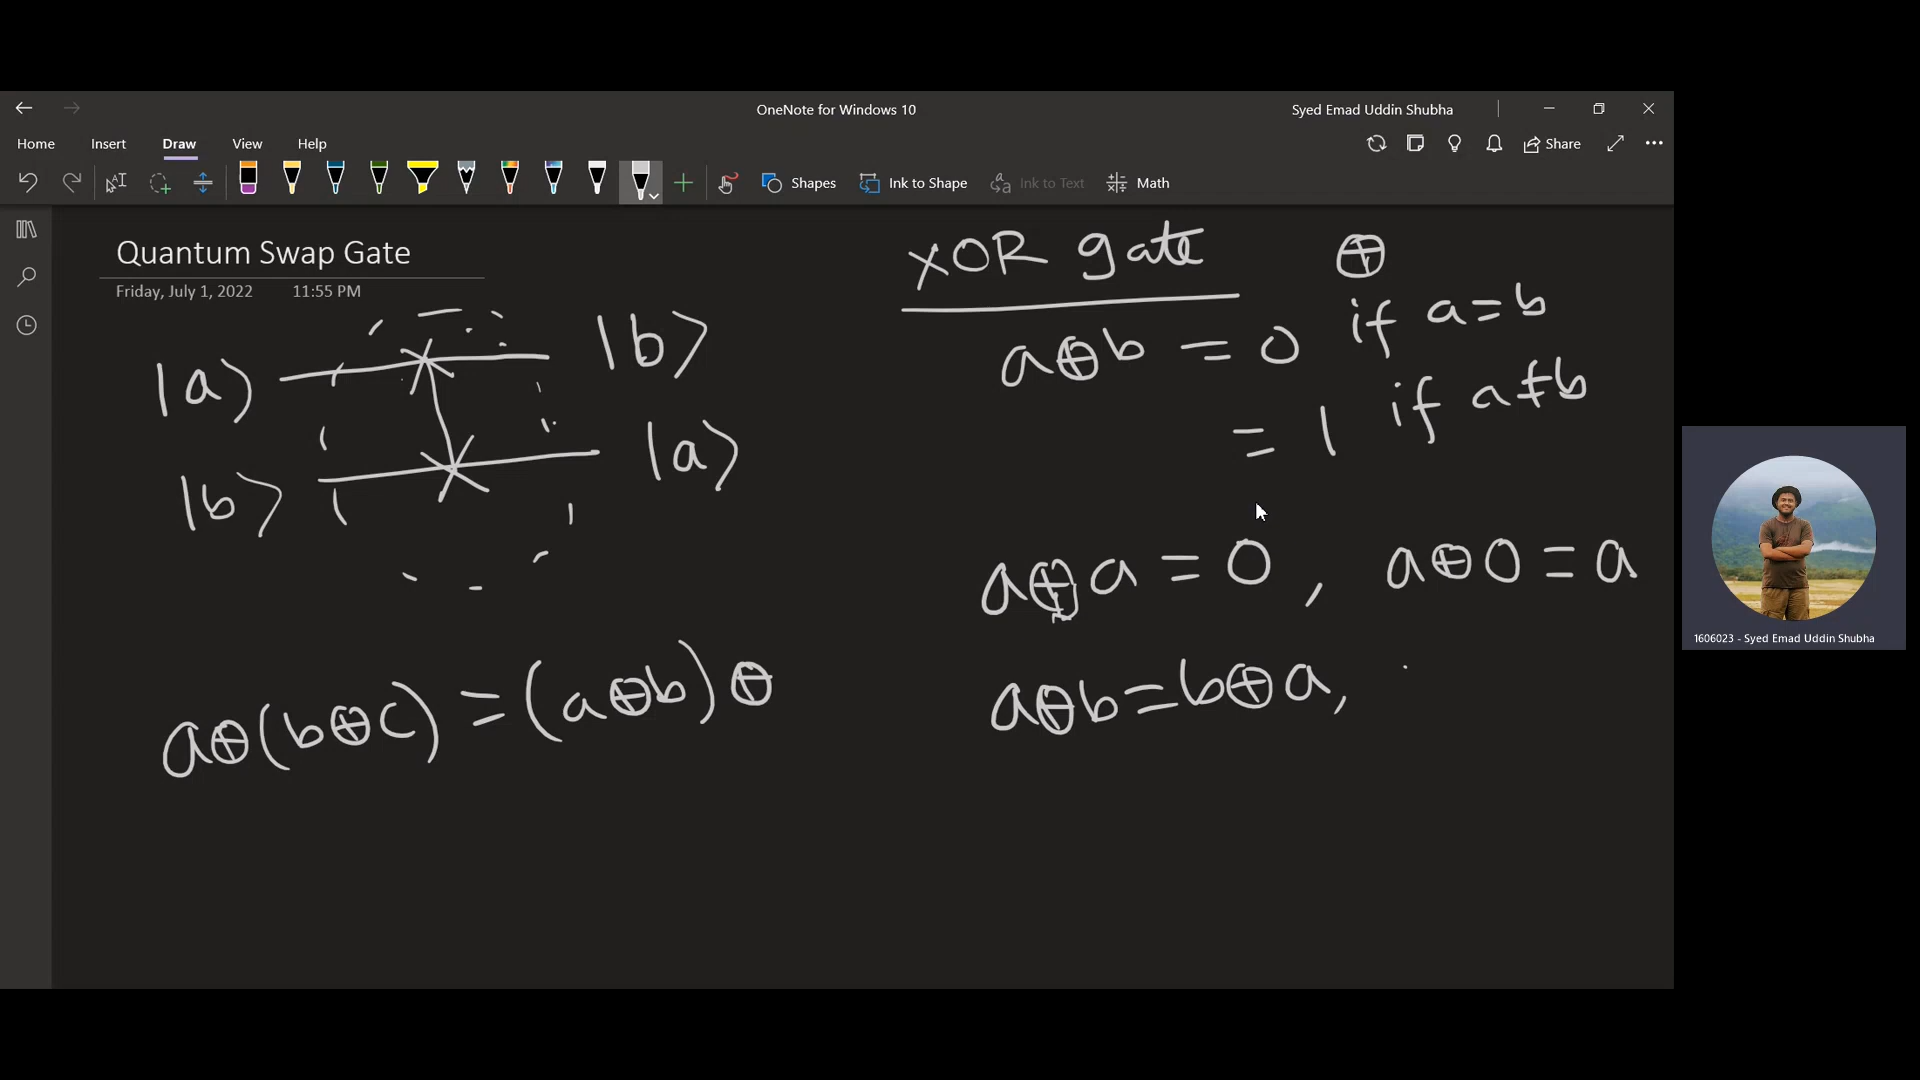 OneNote for Windows 10
Syed Emad Uddin Shubha
Home Insert Draw View Help
Share
Shapes Ink to Shape Ink to Text Math
Quantum Swap Gate
Friday, July 1, 2022 11:55 PM
XOR gate ⊕
|a⟩ |b⟩
|b⟩ |a⟩
a⊕b = 0 if a=b
= 1 if a≠b
a⊕a = 0, a⊕0 = a
a⊕b=b⊕a,
a⊕(b⊕c) = (a⊕b)⊕
1606023 - Syed Emad Uddin Shubha